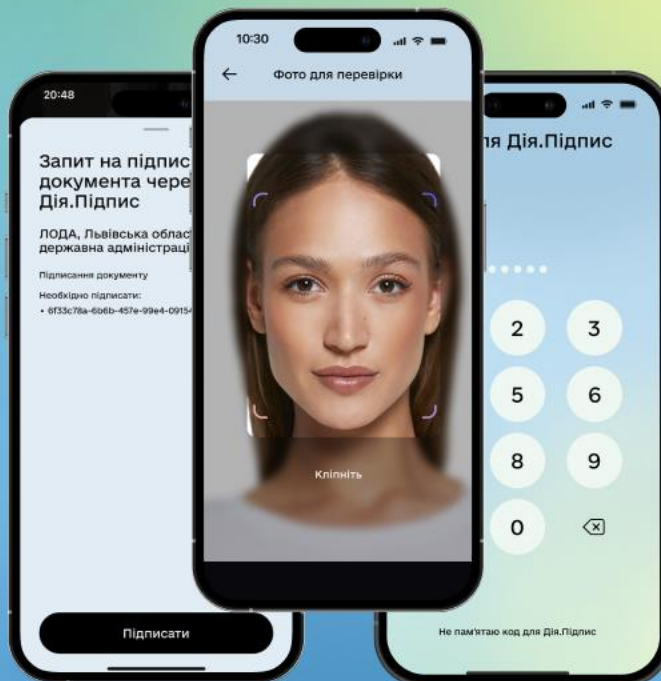 20:48
Запит на підпис
документа чере
Дія.Підпис
ЛОДА, Львівська облас
державна адміністраці
Підписання документу
Необхідно підписати:
• 6f33c78a-6b6b-457e-99e4-0915
Підписати
10:30
Фото для перевірки
Кліпніть
ля Дія.Підпис
2 3
5 6
8 9
0
Не пам'ятаю код для Дія.Підпис